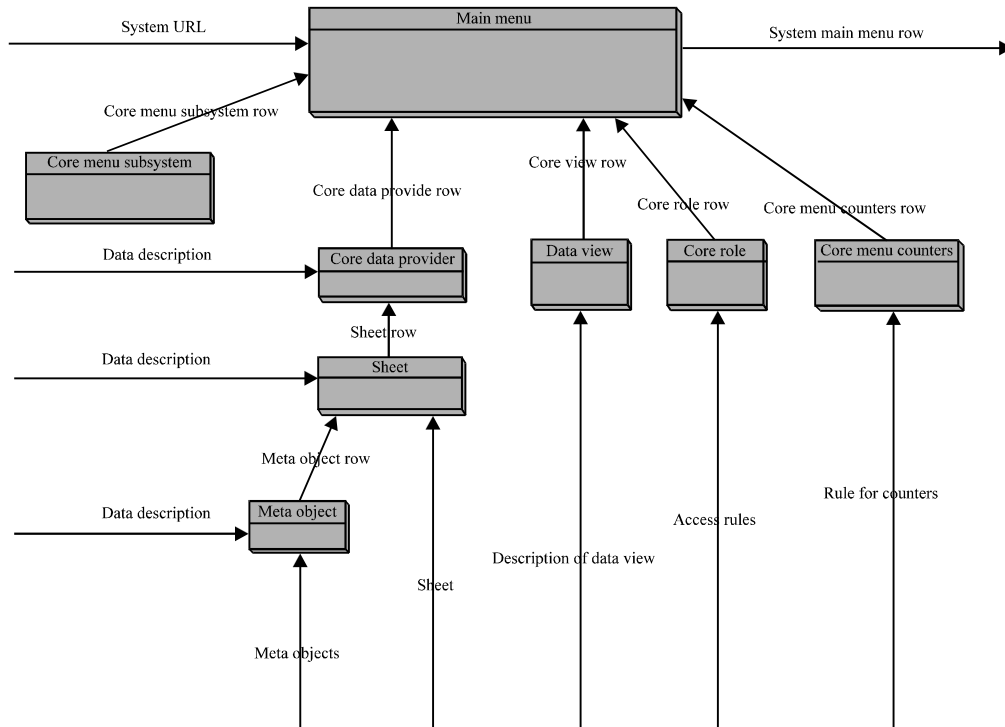 Main menu
System URL
System main menu row
Core menu subsystem row
Core menu subsystem
Core view row
Core data provide row
Core role row
Core menu counters row
Data description
Core data provider
Data view
Core role
Core menu counters
Sheet row
Data description
Sheet
Meta object row
Rule for counters
Data description
Meta object
Access rules
Description of data view
Sheet
Meta objects